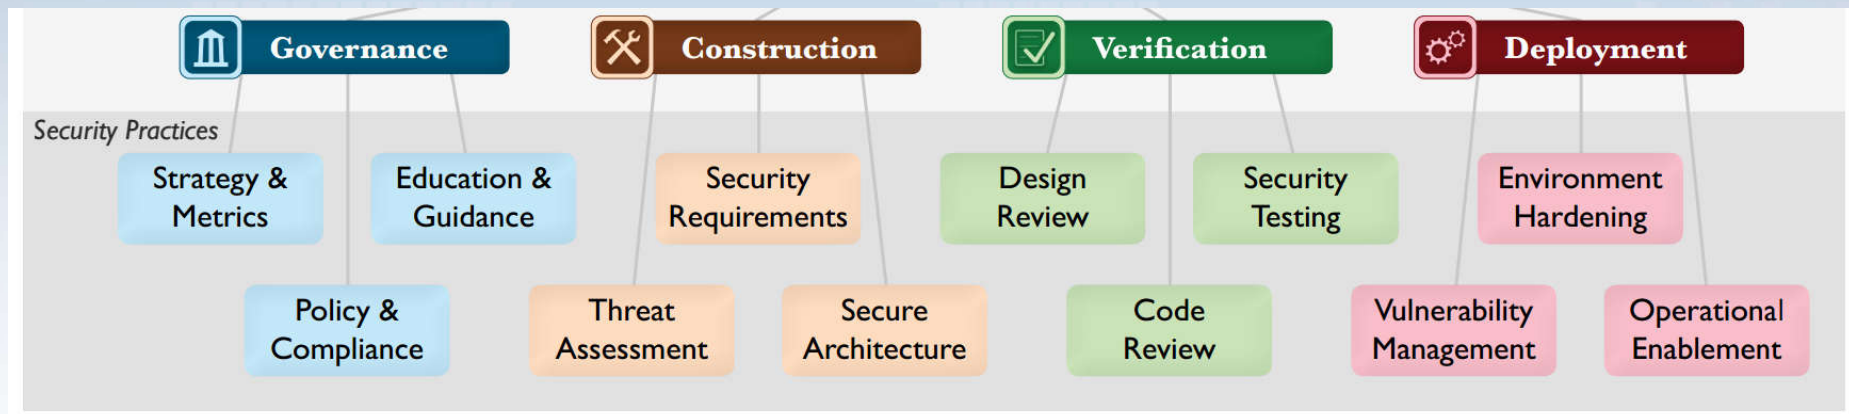 Governance
Construction
Verification
Deployment
Security Practices
Strategy &
Metrics
Education &
Guidance
Security
Requirements
Design
Review
Security
Testing
Environment
Hardening
Policy &
Compliance
Threat
Assessment
Secure
Architecture
Code
Review
Vulnerability
Management
Operational
Enablement